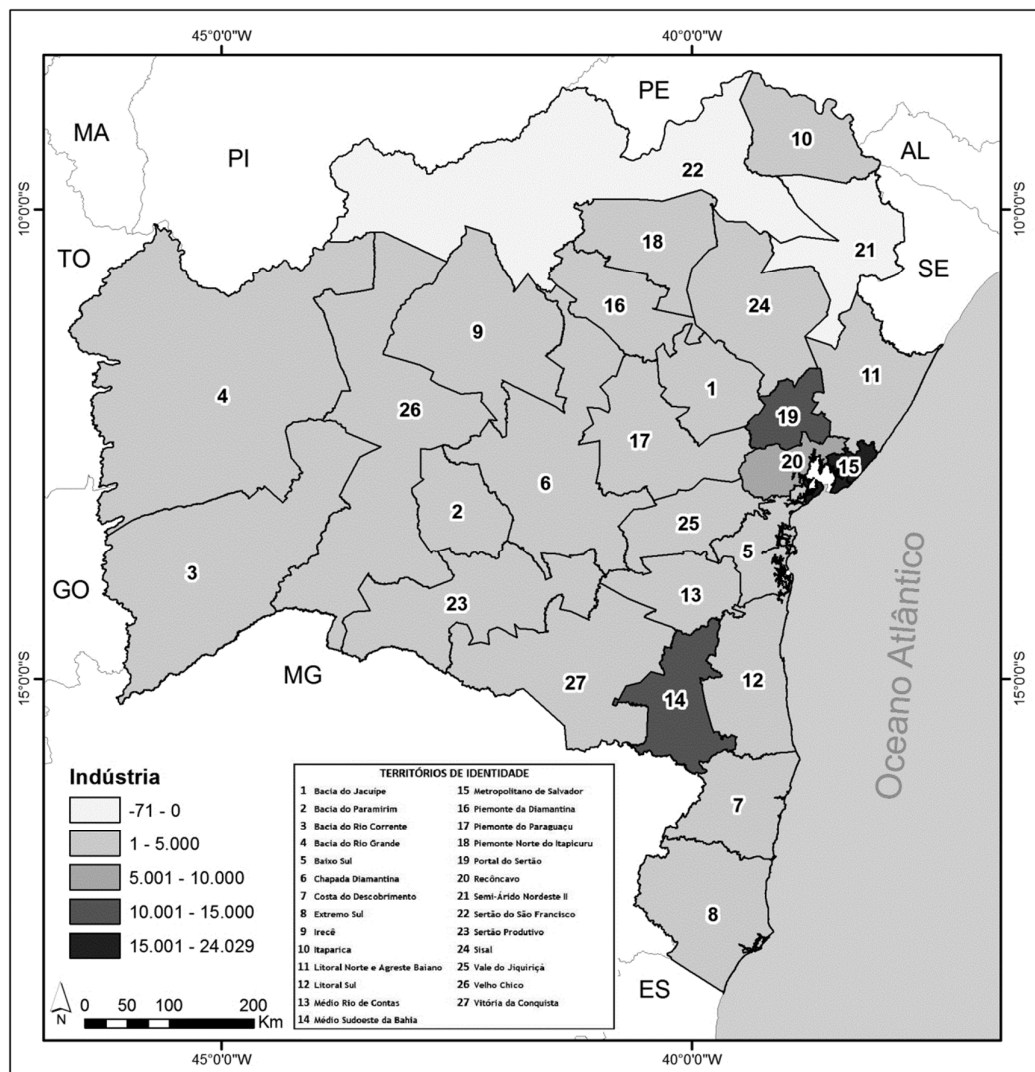 45°0'0"W 40°0'0"W
PE
MA
AL
PI
10
22
10°0'0"S 10°0'0"S
TO
18
21
SE
16
24
9
1
11
4
26
19
17
20
15
6
2
25
5
3
GO
13
23
Oceano Atlântico
MG
15°0'0"S 15°0'0"S
27
14
12
7
8
ES
Indústria
-71 - 0
1 - 5.000
5.001 - 10.000
10.001 - 15.000
15.001 - 24.029
N
0 50 100 200
Km
TERRITÓRIOS DE IDENTIDADE
1 Bacia do Jacuípe
2 Bacia do Paramirim
3 Bacia do Rio Corrente
4 Bacia do Rio Grande
5 Baixo Sul
6 Chapada Diamantina
7 Costa do Descobrimento
8 Extremo Sul
9 Irecê
10 Itaparica
11 Litoral Norte e Agreste Baiano
12 Litoral Sul
13 Médio Rio de Contas
14 Médio Sudoeste da Bahia
15 Metropolitano de Salvador
16 Piemonte da Diamantina
17 Piemonte do Paraguaçu
18 Piemonte Norte do Itapicuru
19 Portal do Sertão
20 Recôncavo
21 Semi-Árido Nordeste II
22 Sertão do São Francisco
23 Sertão Produtivo
24 Sisal
25 Vale do Jiquiriçá
26 Velho Chico
27 Vitória da Conquista
45°0'0"W 40°0'0"W